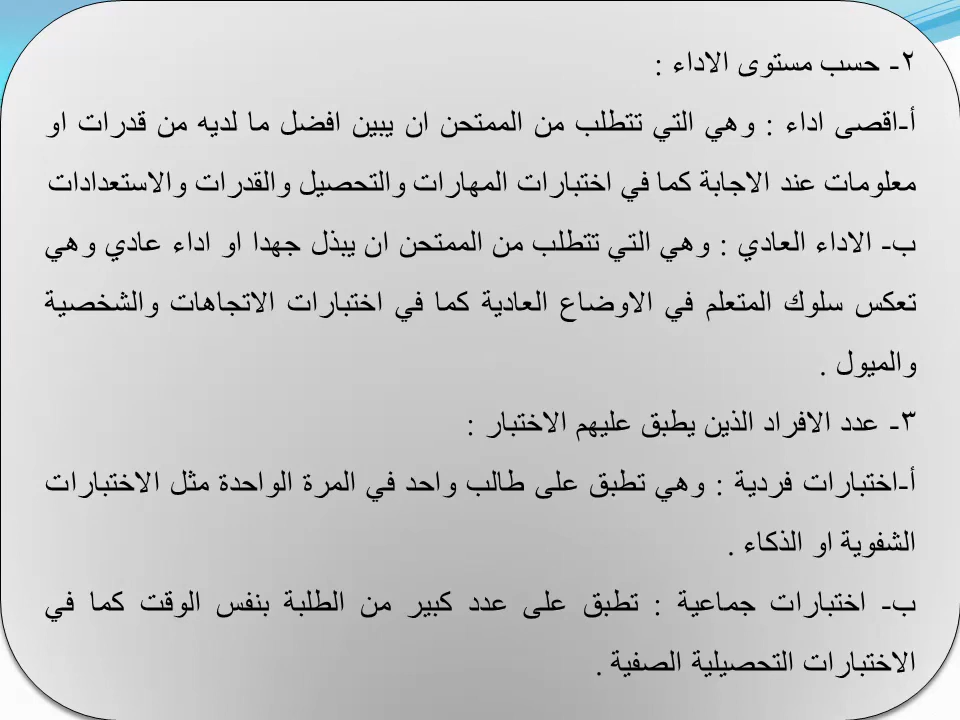 ٢- حسب مستوى الاداء :
أ-اقصى اداء : وهي التي تتطلب من الممتحن ان يبين افضل ما لديه من قدرات او
معلومات عند الاجابة كما في اختبارات المهارات والتحصيل والقدرات والاستعدادات
ب- الاداء العادي : وهي التي تتطلب من الممتحن ان يبذل جهدا او اداء عادي وهي
تعكس سلوك المتعلم في الاوضاع العادية كما في اختبارات الاتجاهات والشخصية
والميول .
٣- عدد الافراد الذين يطبق عليهم الاختبار :
أ-اختبارات فردية : وهي تطبق على طالب واحد في المرة الواحدة مثل الاختبارات
الشفوية او الذكاء .
ب- اختبارات جماعية : تطبق على عدد كبير من الطلبة بنفس الوقت كما في
الاختبارات التحصيلية الصفية .